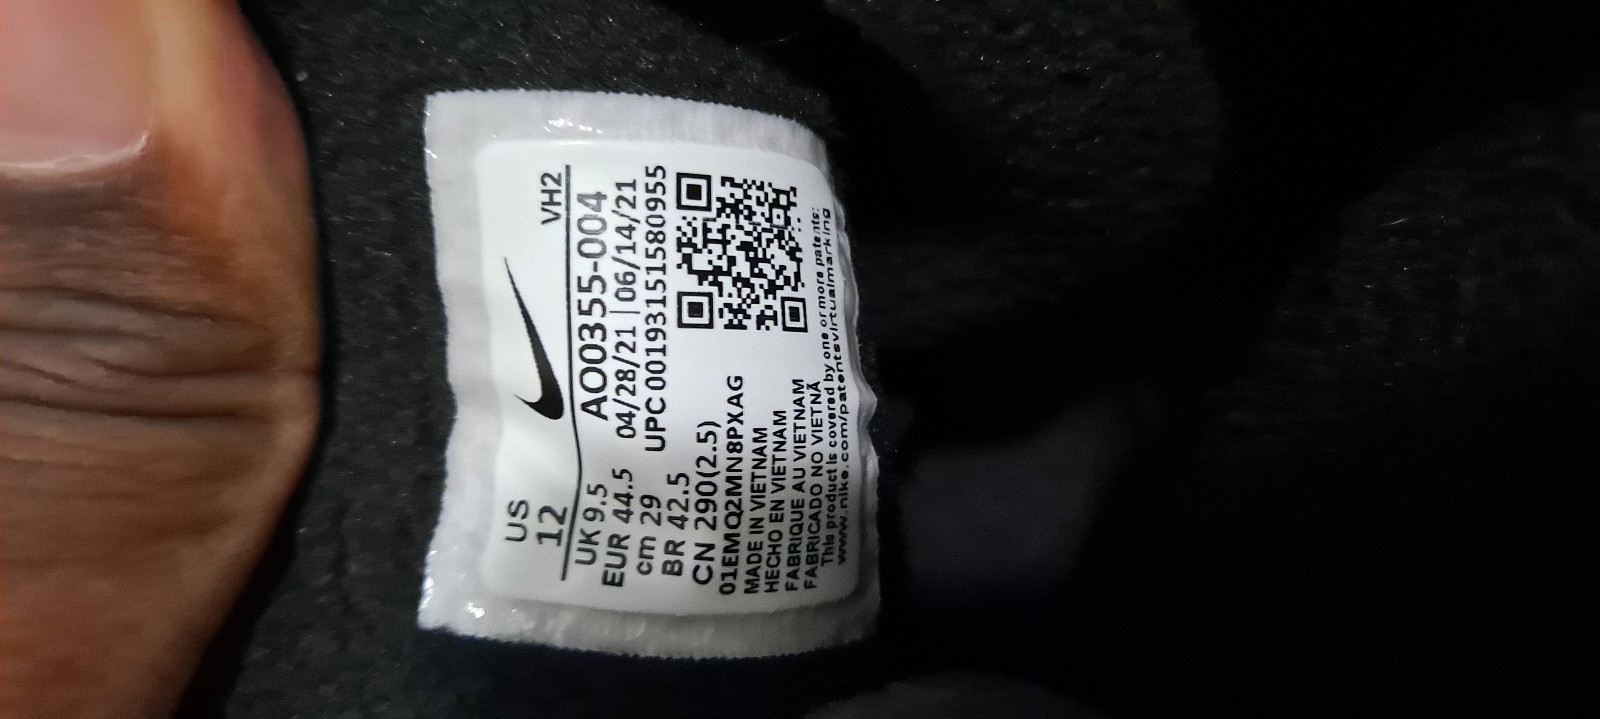 US
12
VH2
UK 9.5
EUR 44.5
cm 29
BR 42.5
CN 290(2.5)
AO0355-004
04/28/21 | 06/14/21
UPC 00193151580955
01EMQ2MN8PXAG
MADE IN VIETNAM
HECHO EN VIETNAM
FABRIQUE AU VIETNAM
FABRICADO NO VIETNÃ
This product is covered by one or more patents:
www.nike.com/patentsvirtualmarking